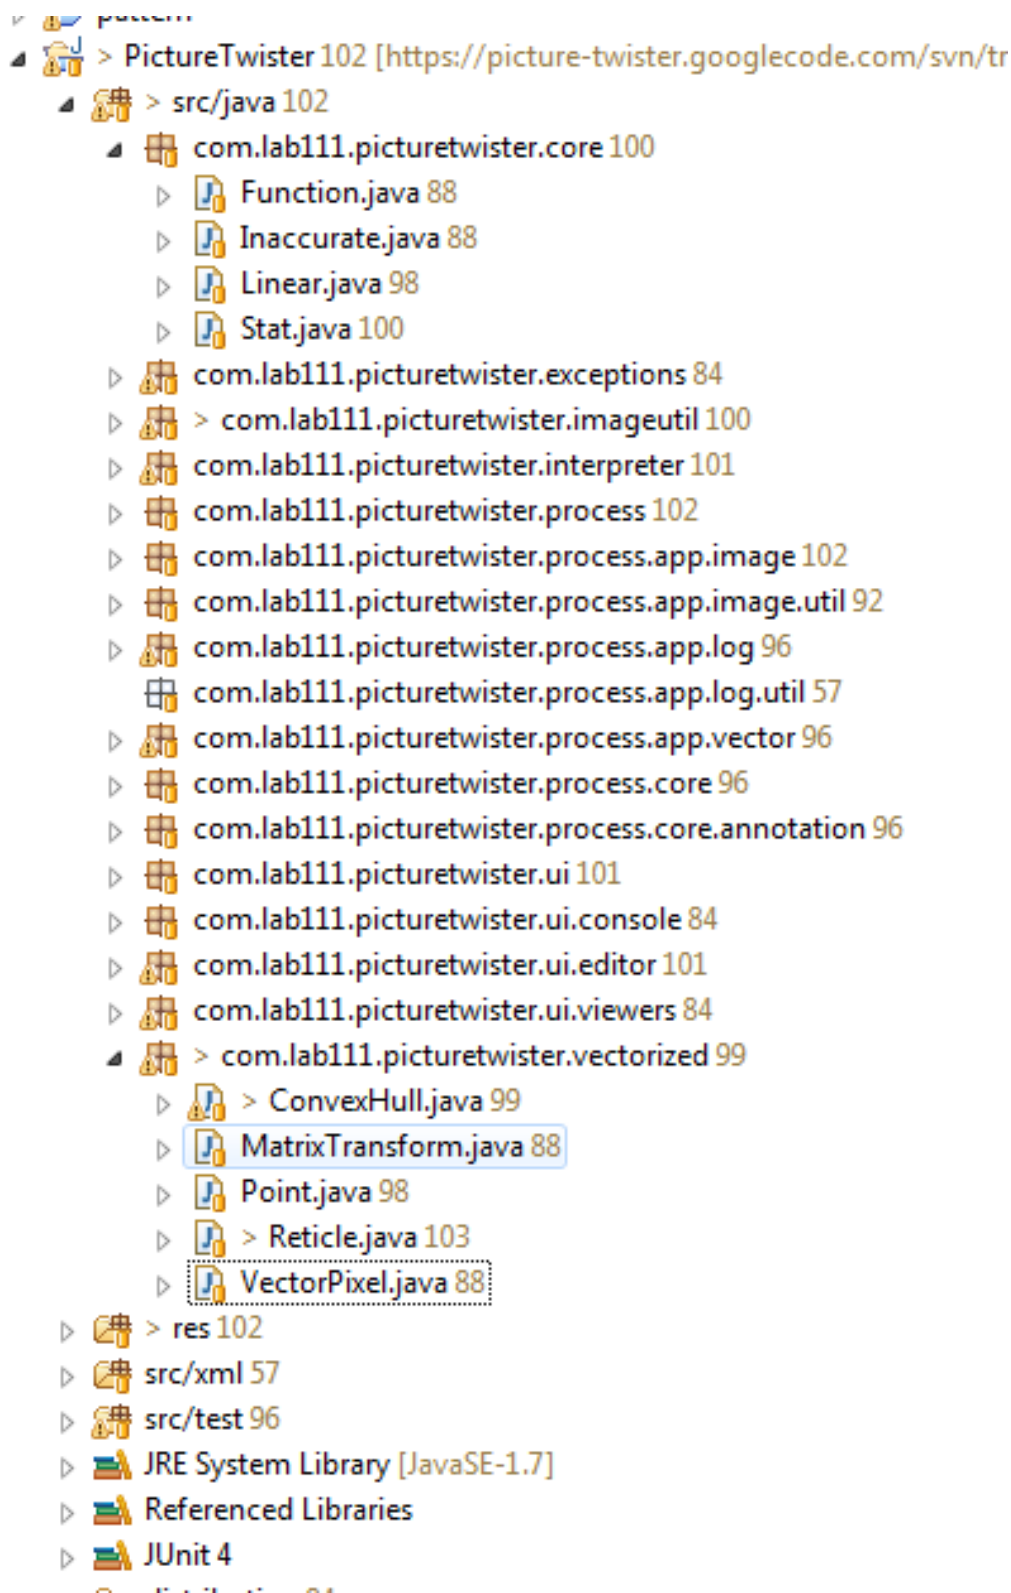 pattern
> PictureTwister 102 [https://picture-twister.googlecode.com/svn/tr
> src/java 102
com.lab111.picturetwister.core 100
Function.java 88
Inaccurate.java 88
Linear.java 98
Stat.java 100
com.lab111.picturetwister.exceptions 84
> com.lab111.picturetwister.imageutil 100
com.lab111.picturetwister.interpreter 101
com.lab111.picturetwister.process 102
com.lab111.picturetwister.process.app.image 102
com.lab111.picturetwister.process.app.image.util 92
com.lab111.picturetwister.process.app.log 96
com.lab111.picturetwister.process.app.log.util 57
com.lab111.picturetwister.process.app.vector 96
com.lab111.picturetwister.process.core 96
com.lab111.picturetwister.process.core.annotation 96
com.lab111.picturetwister.ui 101
com.lab111.picturetwister.ui.console 84
com.lab111.picturetwister.ui.editor 101
com.lab111.picturetwister.ui.viewers 84
> com.lab111.picturetwister.vectorized 99
> ConvexHull.java 99
MatrixTransform.java 88
Point.java 98
> Reticle.java 103
VectorPixel.java 88
> res 102
src/xml 57
src/test 96
JRE System Library [JavaSE-1.7]
Referenced Libraries
JUnit 4